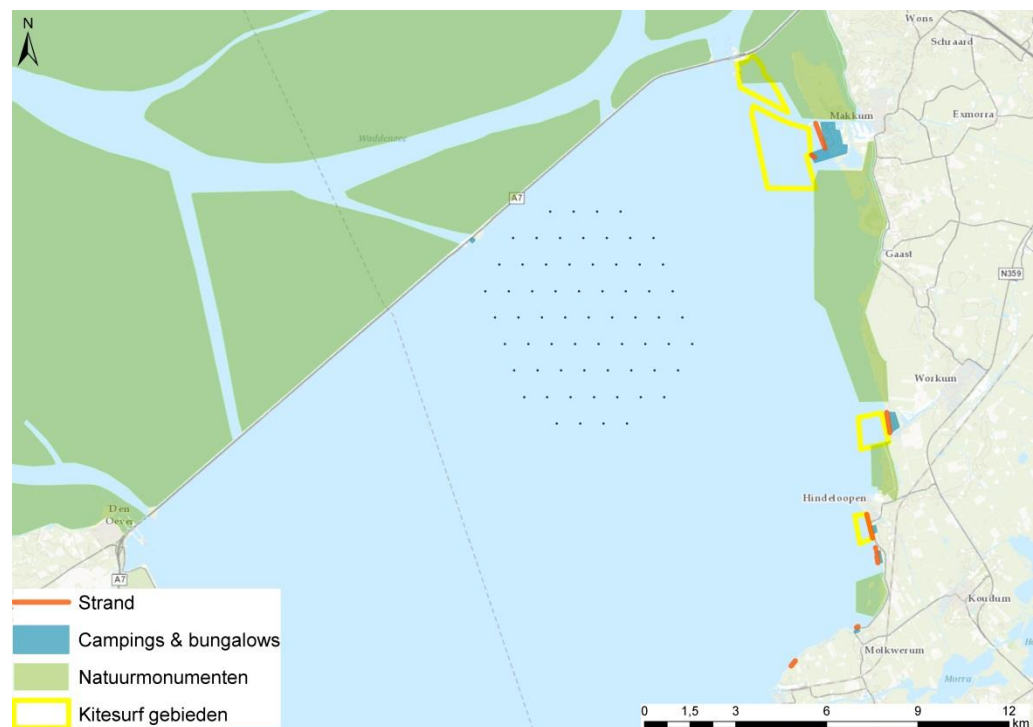 N
Wons
Schraard
Makkum
Exmorra
Waddenzee
A7
Gaast
N359
Workum
Hindeloopen
Den
Oever
A7
Koudum
Molkwerum
Morra
Strand
Campings & bungalows
Natuurmonumenten
Kitesurf gebieden
0 1,5 3 6 9 12
km